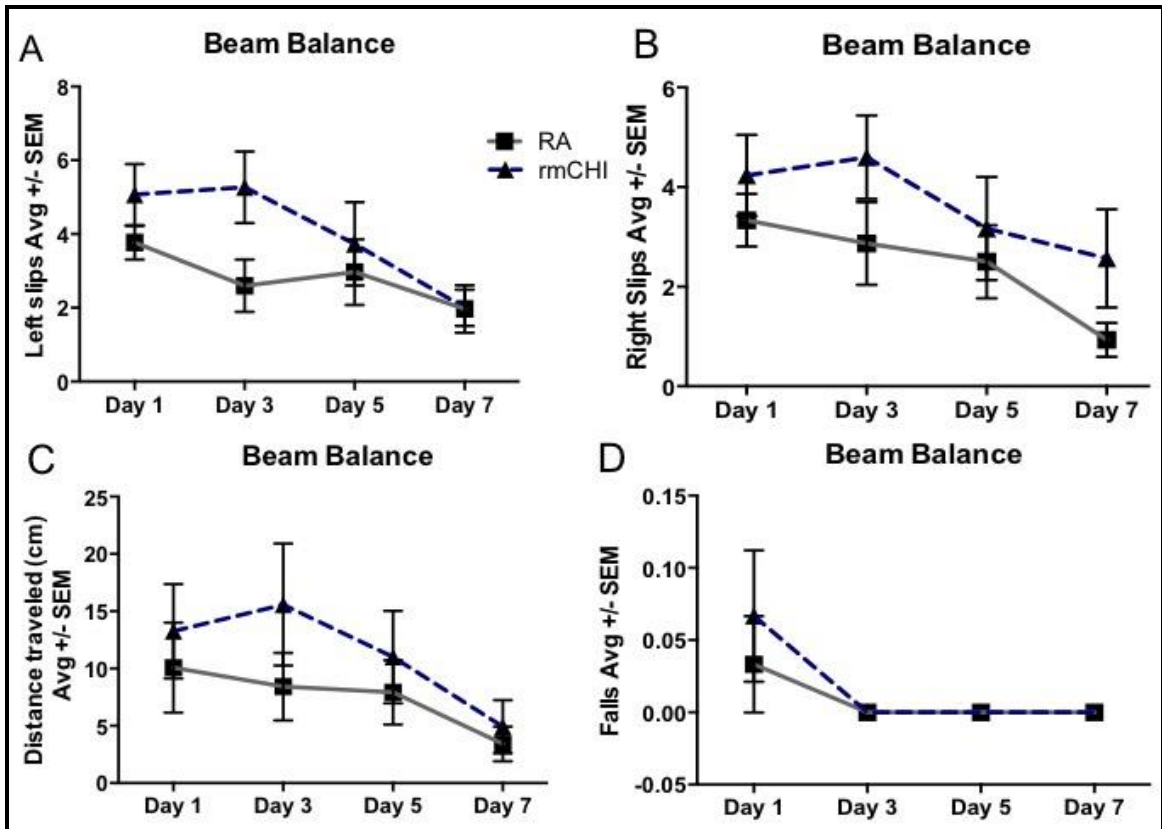 A
Beam Balance
Left slips Avg +/- SEM
8
6
4
2
0
Day 1 Day 3 Day 5 Day 7
RA
rmCHI
B
Beam Balance
Right Slips Avg +/- SEM
6
4
2
0
Day 1 Day 3 Day 5 Day 7
C
Beam Balance
Distance traveled (cm)
Avg +/- SEM
25
20
15
10
5
0
Day 1 Day 3 Day 5 Day 7
D
Beam Balance
Falls Avg +/- SEM
0.15
0.10
0.05
0.00
-0.05
Day 1 Day 3 Day 5 Day 7